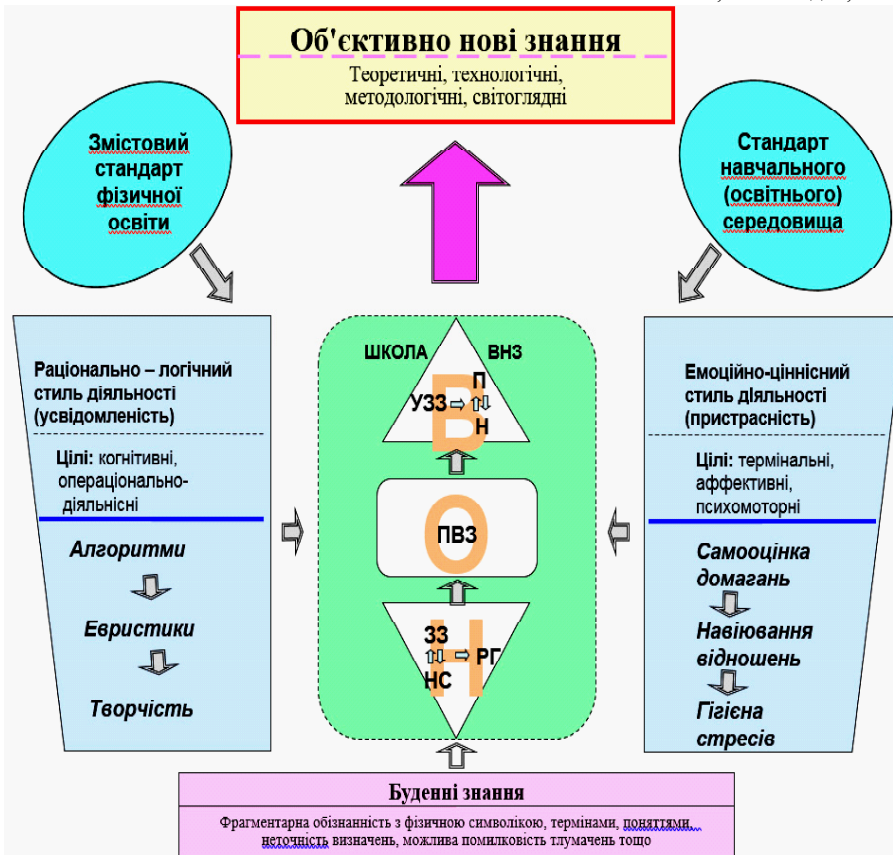 Об'єктивно нові знання
Теоретичні, технологічні,
методологічні, світоглядні
Змістовий
стандарт
фізичної
освіти
Стандарт
навчального
(освітнього)
середовища
Раціонально – логічний
стиль діяльності
(усвідомленість)
Цілі: когнітивні,
операціонально-
діяльнісні
Алгоритми
Евристики
Творчість
ШКОЛА
ВНЗ
В
П
УЗЗ
Н
О
ПВЗ
Н
ЗЗ
РГ
НС
Емоційно-ціннісний
стиль діяльності
(пристрасність)
Цілі: термінальні,
аффективні,
психомоторні
Самооцінка
домагань
Навіювання
відношень
Гігієна
стресів
Буденні знання
Фрагментарна обізнанність з фізичною символікою, термінами, поняттями,
неточність визначень, можлива помилковість тлумачень тощо